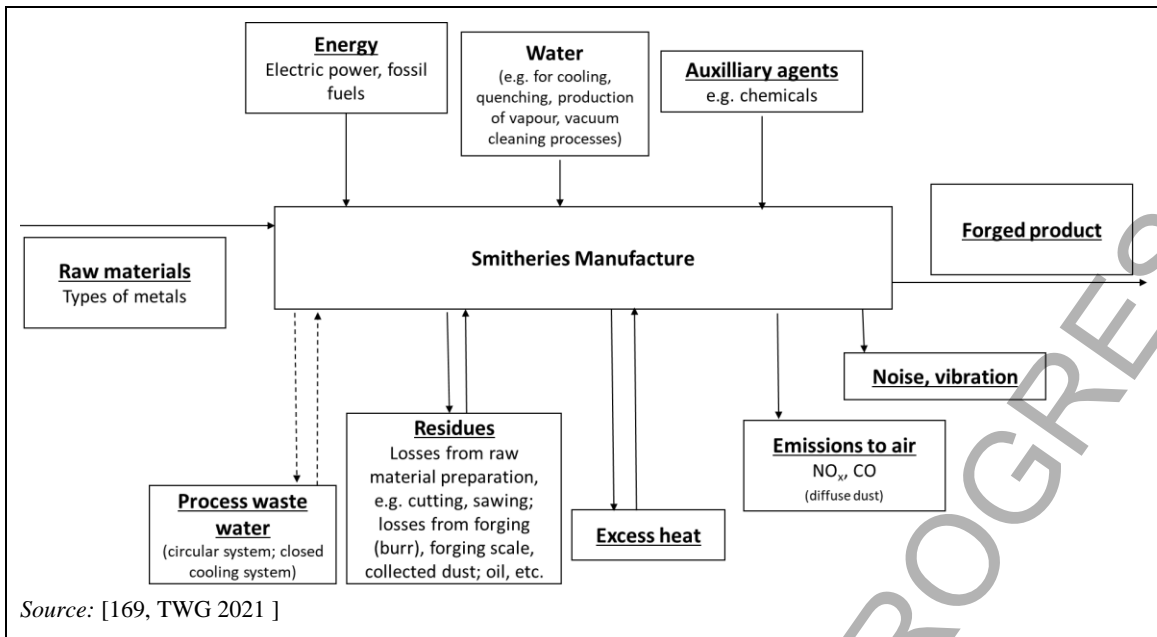 Energy
Electric power, fossil
fuels
Water
(e.g. for cooling,
quenching, production
of vapour, vacuum
cleaning processes)
Auxilliary agents
e.g. chemicals
Raw materials
Types of metals
Smitheries Manufacture
Forged product
Process waste
water
(circular system; closed
cooling system)
Residues
Losses from raw
material preparation,
e.g. cutting, sawing;
losses from forging
(burr), forging scale,
collected dust; oil, etc.
Excess heat
Emissions to air
NOₓ, CO
(diffuse dust)
Noise, vibration
Source: [169, TWG 2021 ]
PROGRES